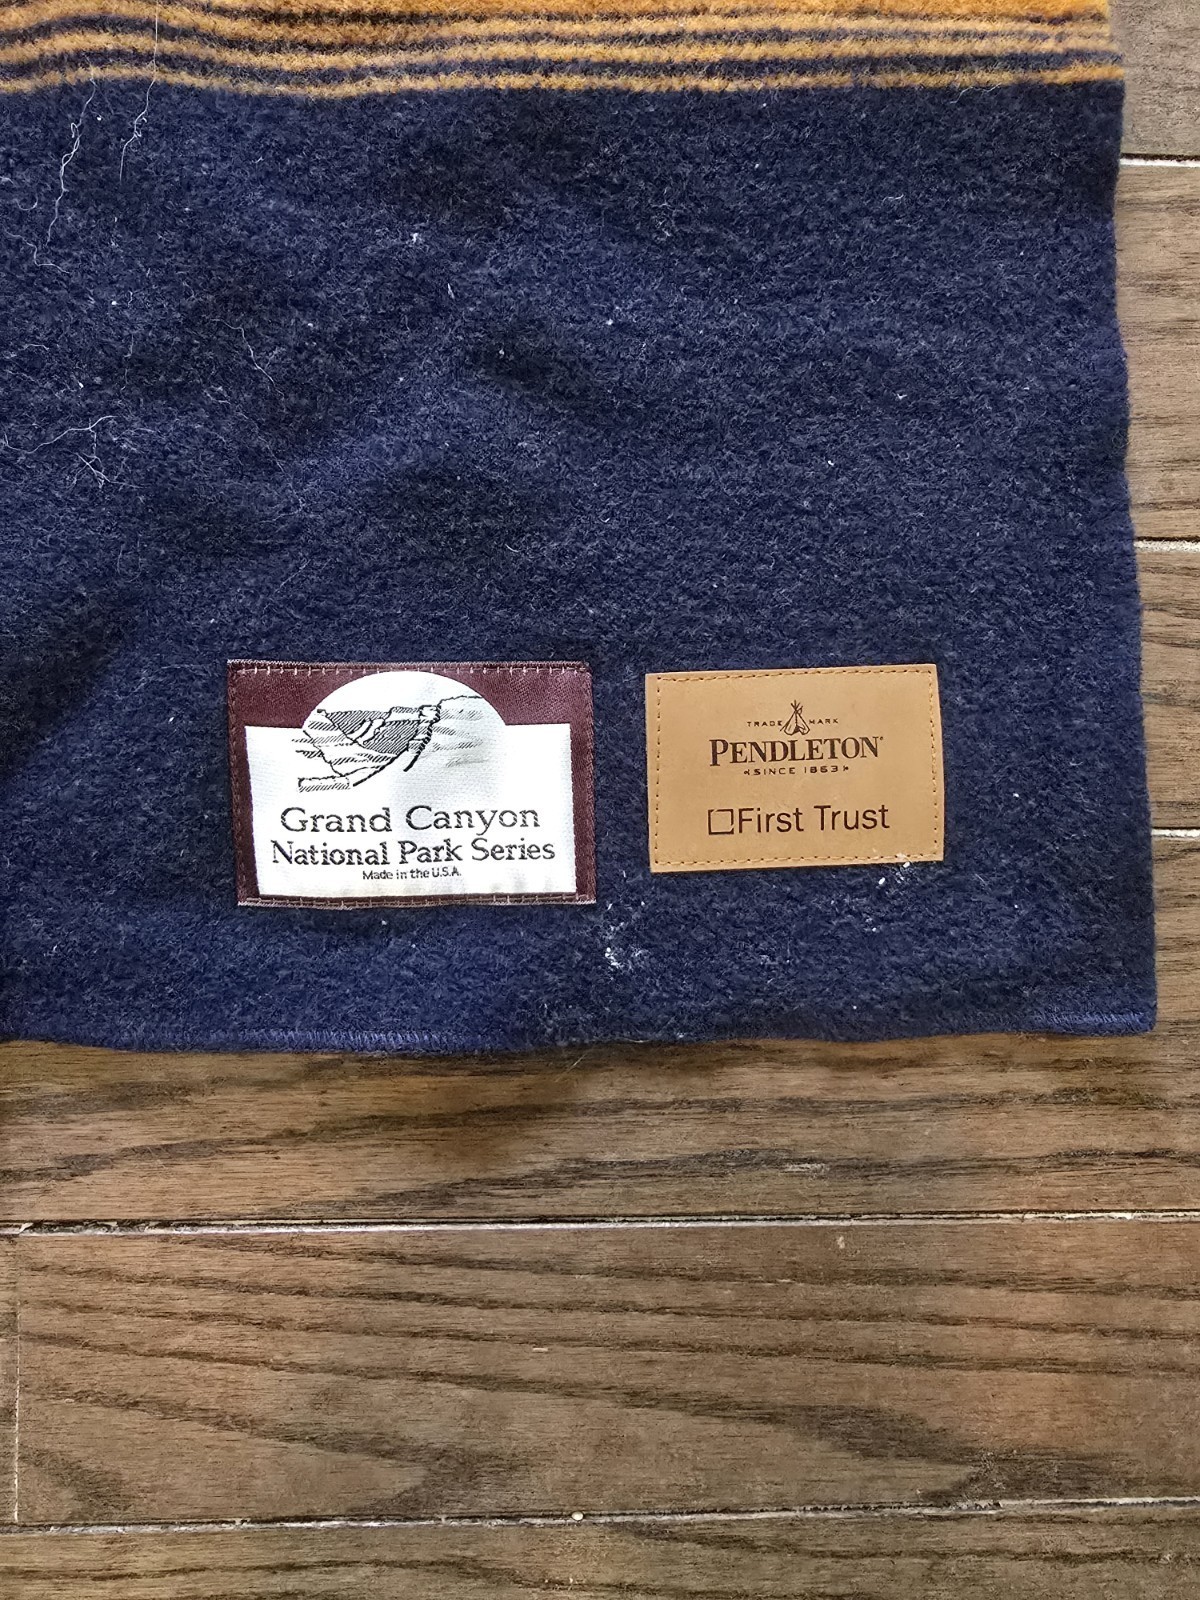 Grand Canyon
National Park Series
Made in the U.S.A.
TRADE MARK
PENDLETON®
SINCE 1863
First Trust